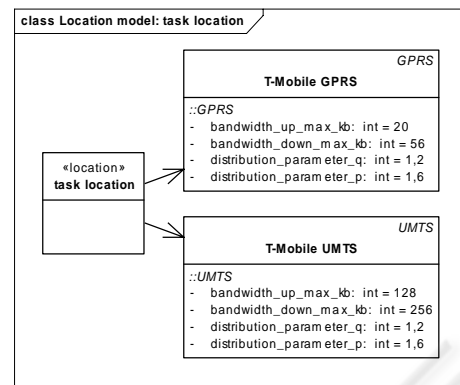 class Location model: task location
GPRS
T-Mobile GPRS
::GPRS
- bandwidth_up_max_kb: int = 20
- bandwidth_down_max_kb: int = 56
- distribution_parameter_q: int = 1,2
- distribution_parameter_p: int = 1,6
«location»
task location
UMTS
T-Mobile UMTS
::UMTS
- bandwidth_up_max_kb: int = 128
- bandwidth_down_max_kb: int = 256
- distribution_parameter_q: int = 1,2
- distribution_parameter_p: int = 1,6